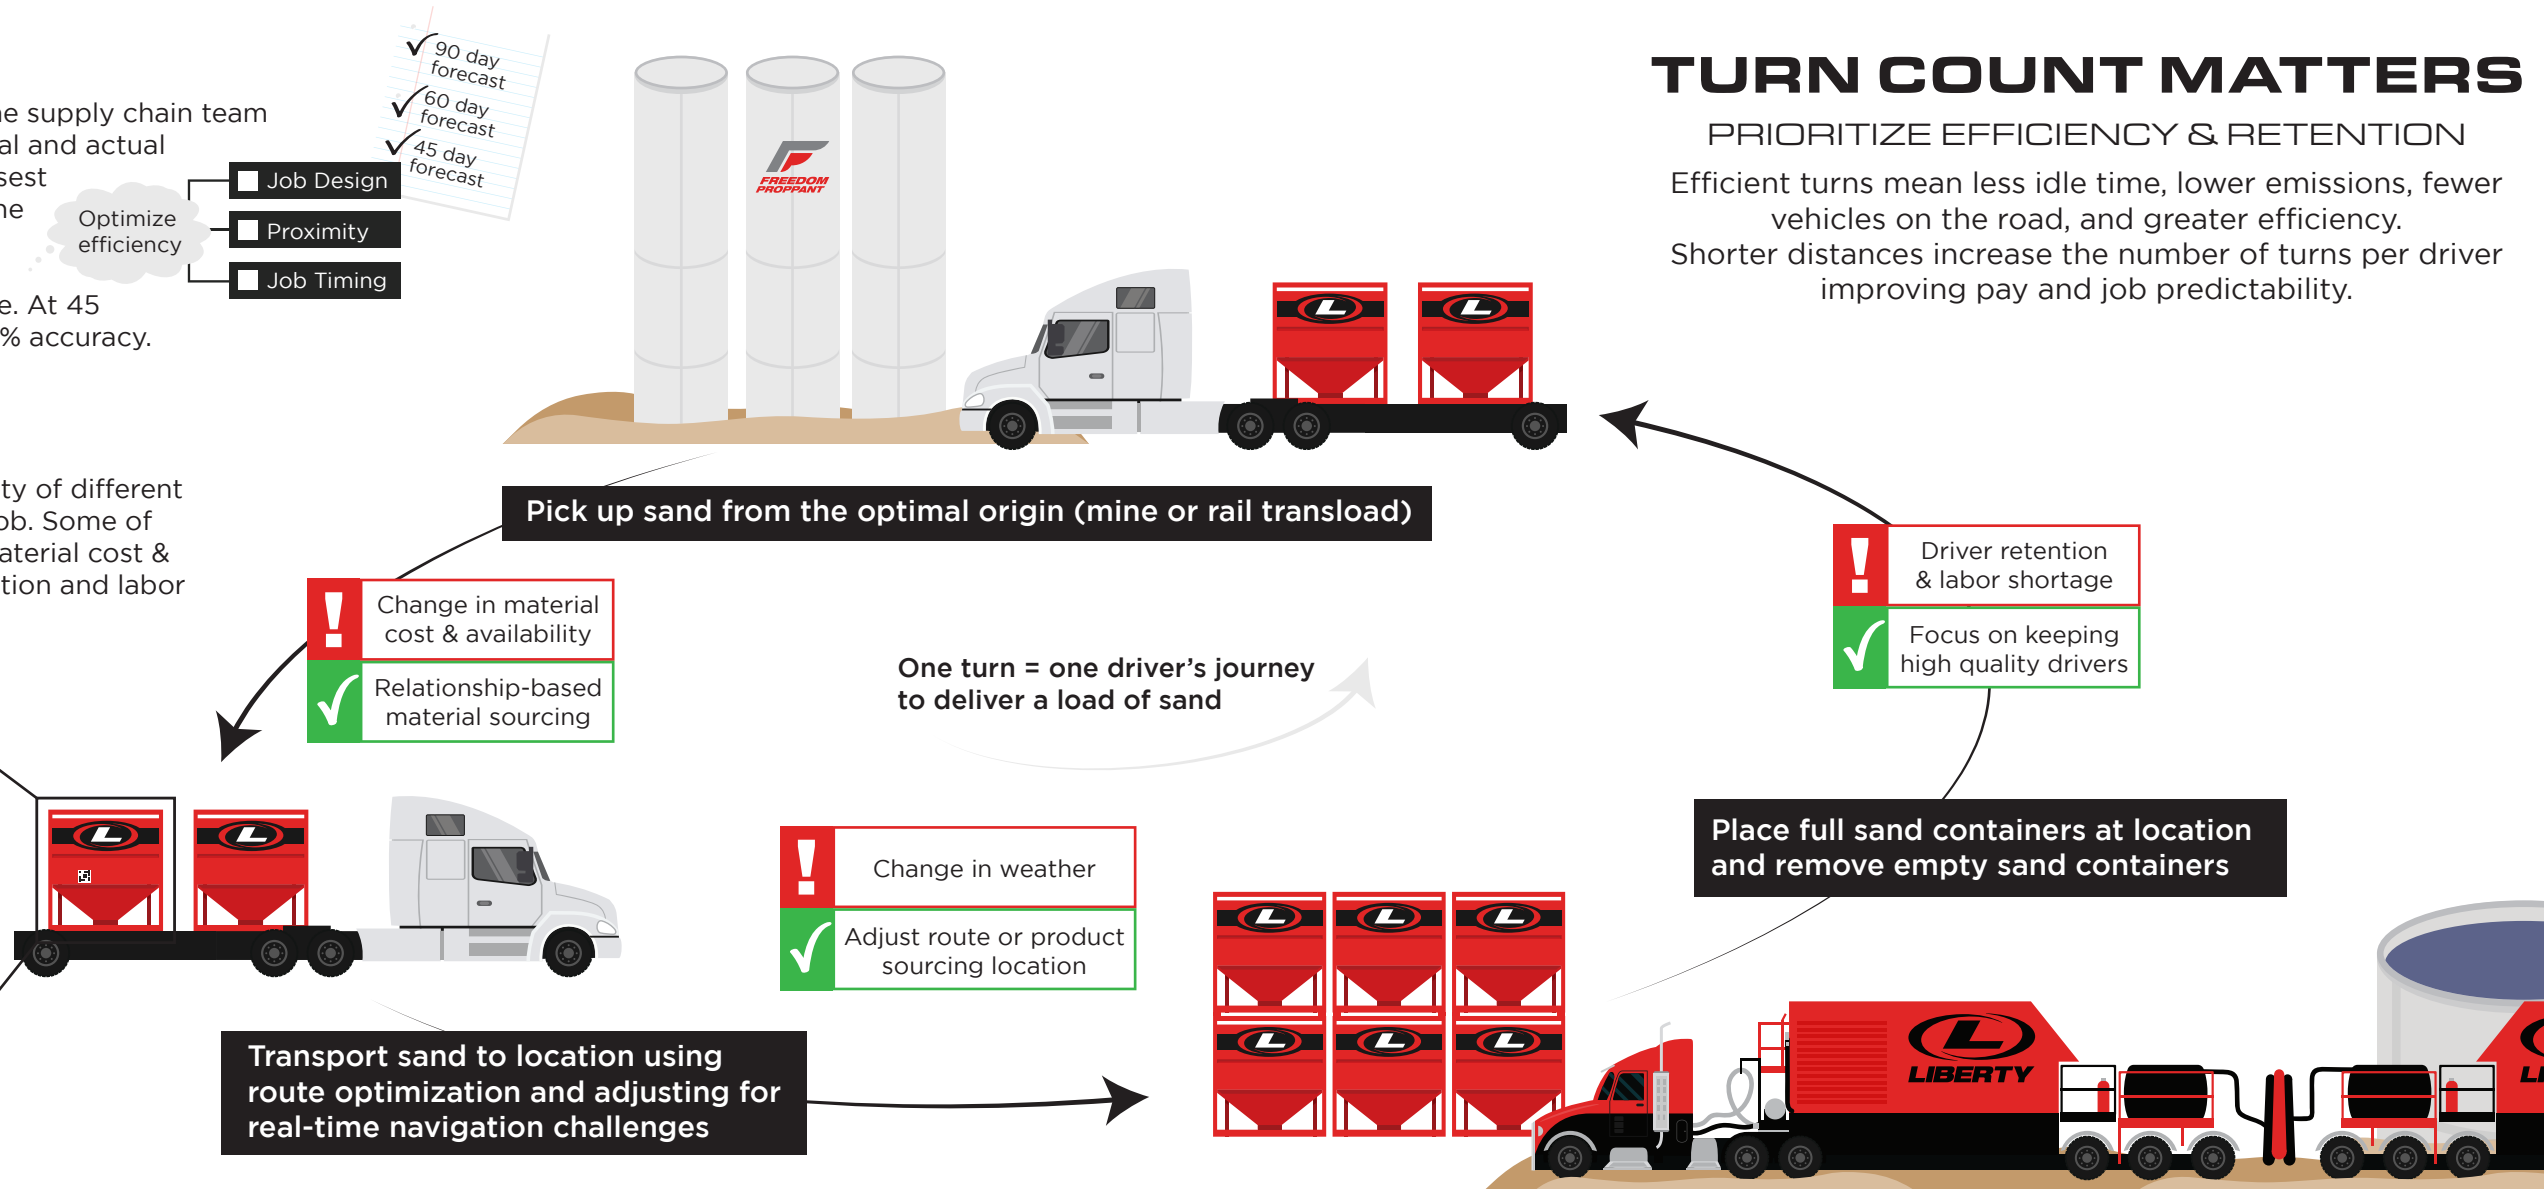 90 day
forecast
60 day
forecast
45 day
forecast
supply chain team
and actual
Optimize
efficiency
Job Design
Proximity
Job Timing
At 45
% accuracy.
of different
Some of
cost &
and labor
FREEDOM
PROPPANT
TURN COUNT MATTERS
PRIORITIZE EFFICIENCY & RETENTION
Efficient turns mean less idle time, lower emissions, fewer
vehicles on the road, and greater efficiency.
Shorter distances increase the number of turns per driver
improving pay and job predictability.
L
L
Pick up sand from the optimal origin (mine or rail transload)
!
Change in material
cost & availability
Relationship-based
material sourcing
One turn = one driver’s journey
to deliver a load of sand
!
Driver retention
& labor shortage
Focus on keeping
high quality drivers
L
L
!
Change in weather
Adjust route or product
sourcing location
Place full sand containers at location
and remove empty sand containers
Transport sand to location using
route optimization and adjusting for
real-time navigation challenges
L
L
L
L
L
L
L
LIBERTY